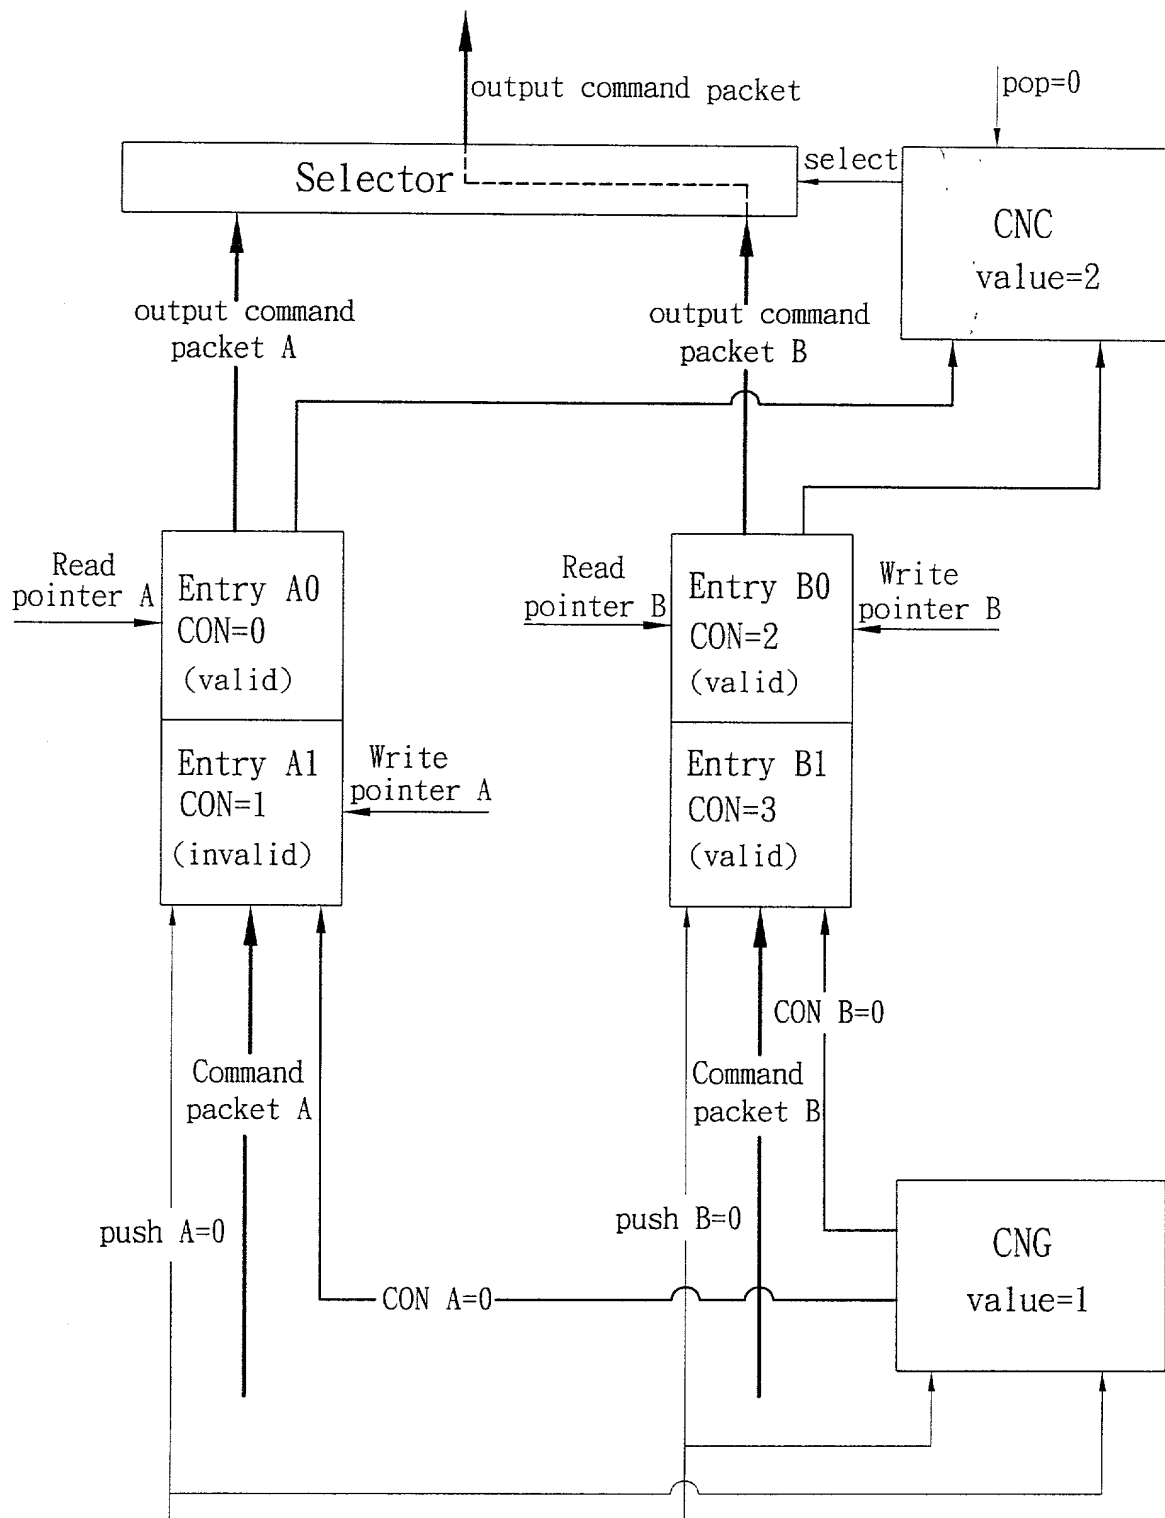 output command packet
pop=0
Selector
select
CNC
value=2
output command
packet A
output command
packet B
Read
pointer A
Entry A0
CON=0
(valid)
Read
pointer B
Entry B0
CON=2
(valid)
Write
pointer B
Entry A1
CON=1
(invalid)
Write
pointer A
Entry B1
CON=3
(valid)
CON B=0
Command
packet A
Command
packet B
push A=0
push B=0
CNG
value=1
CON A=0